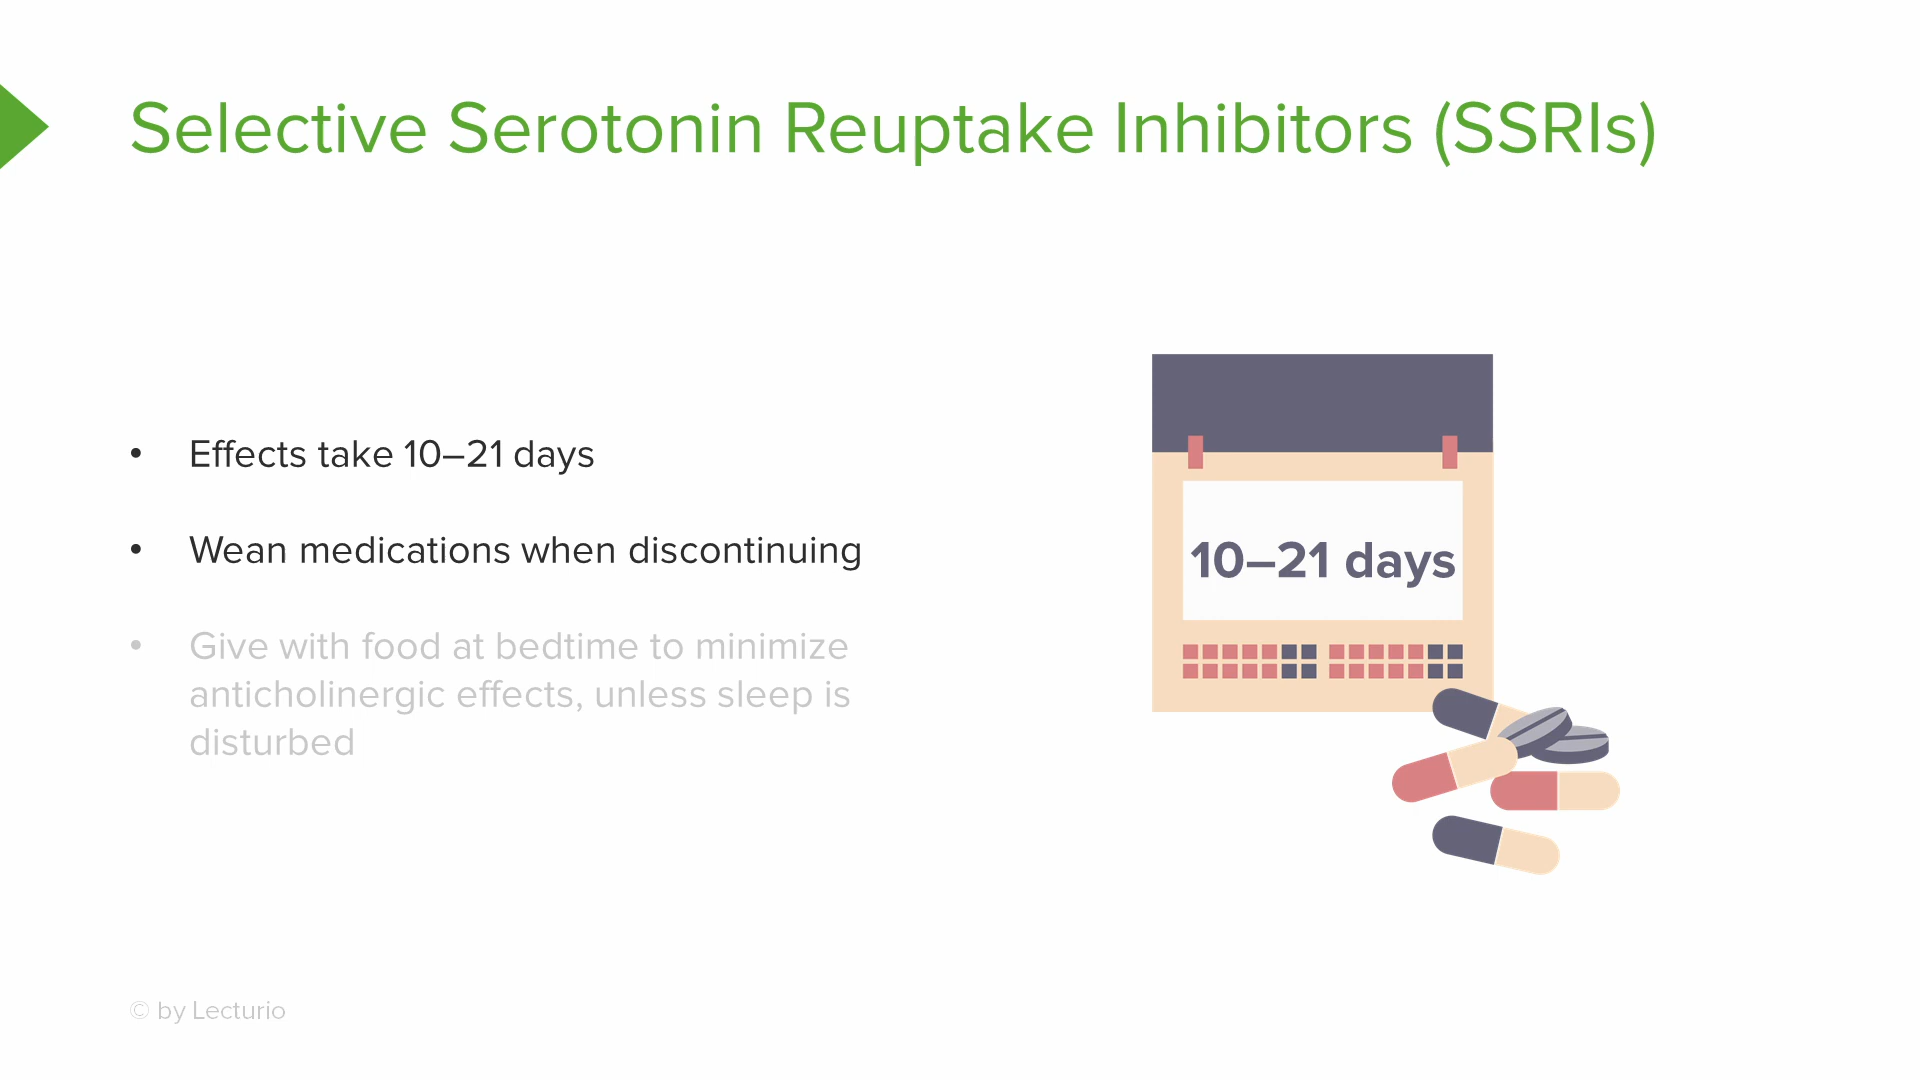 Selective Serotonin Reuptake Inhibitors (SSRIs)
• Effects take 10–21 days
• Wean medications when discontinuing
• Give with food at bedtime to minimize
anticholinergic effects, unless sleep is
disturbed
10–21 days
© by Lecturio